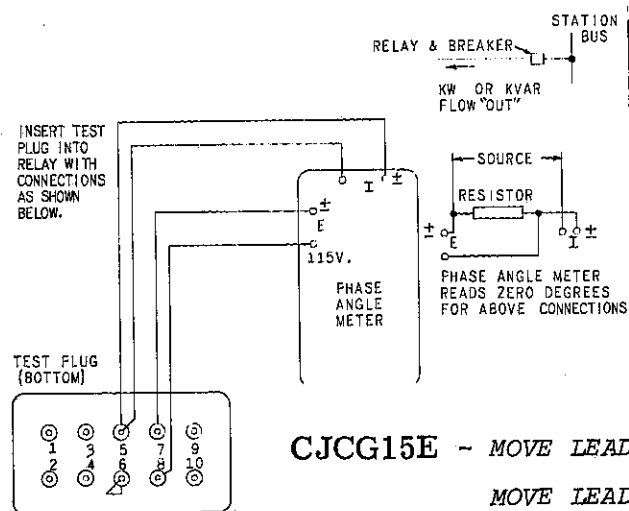 STATION
BUS
RELAY & BREAKER
KW OR KVAR
FLOW "OUT"
INSERT TEST
PLUG INTO
RELAY WITH
CONNECTIONS
AS SHOWN
BELOW.
I ±
±
E
115V.
PHASE
ANGLE
METER
SOURCE
RESISTOR
± E I ±
PHASE ANGLE METER
READS ZERO DEGREES
FOR ABOVE CONNECTIONS
TEST PLUG
(BOTTOM)
1 3 5 7 9
2 4 6 8 10
CJCG15E - MOVE LEAD
MOVE LEAD